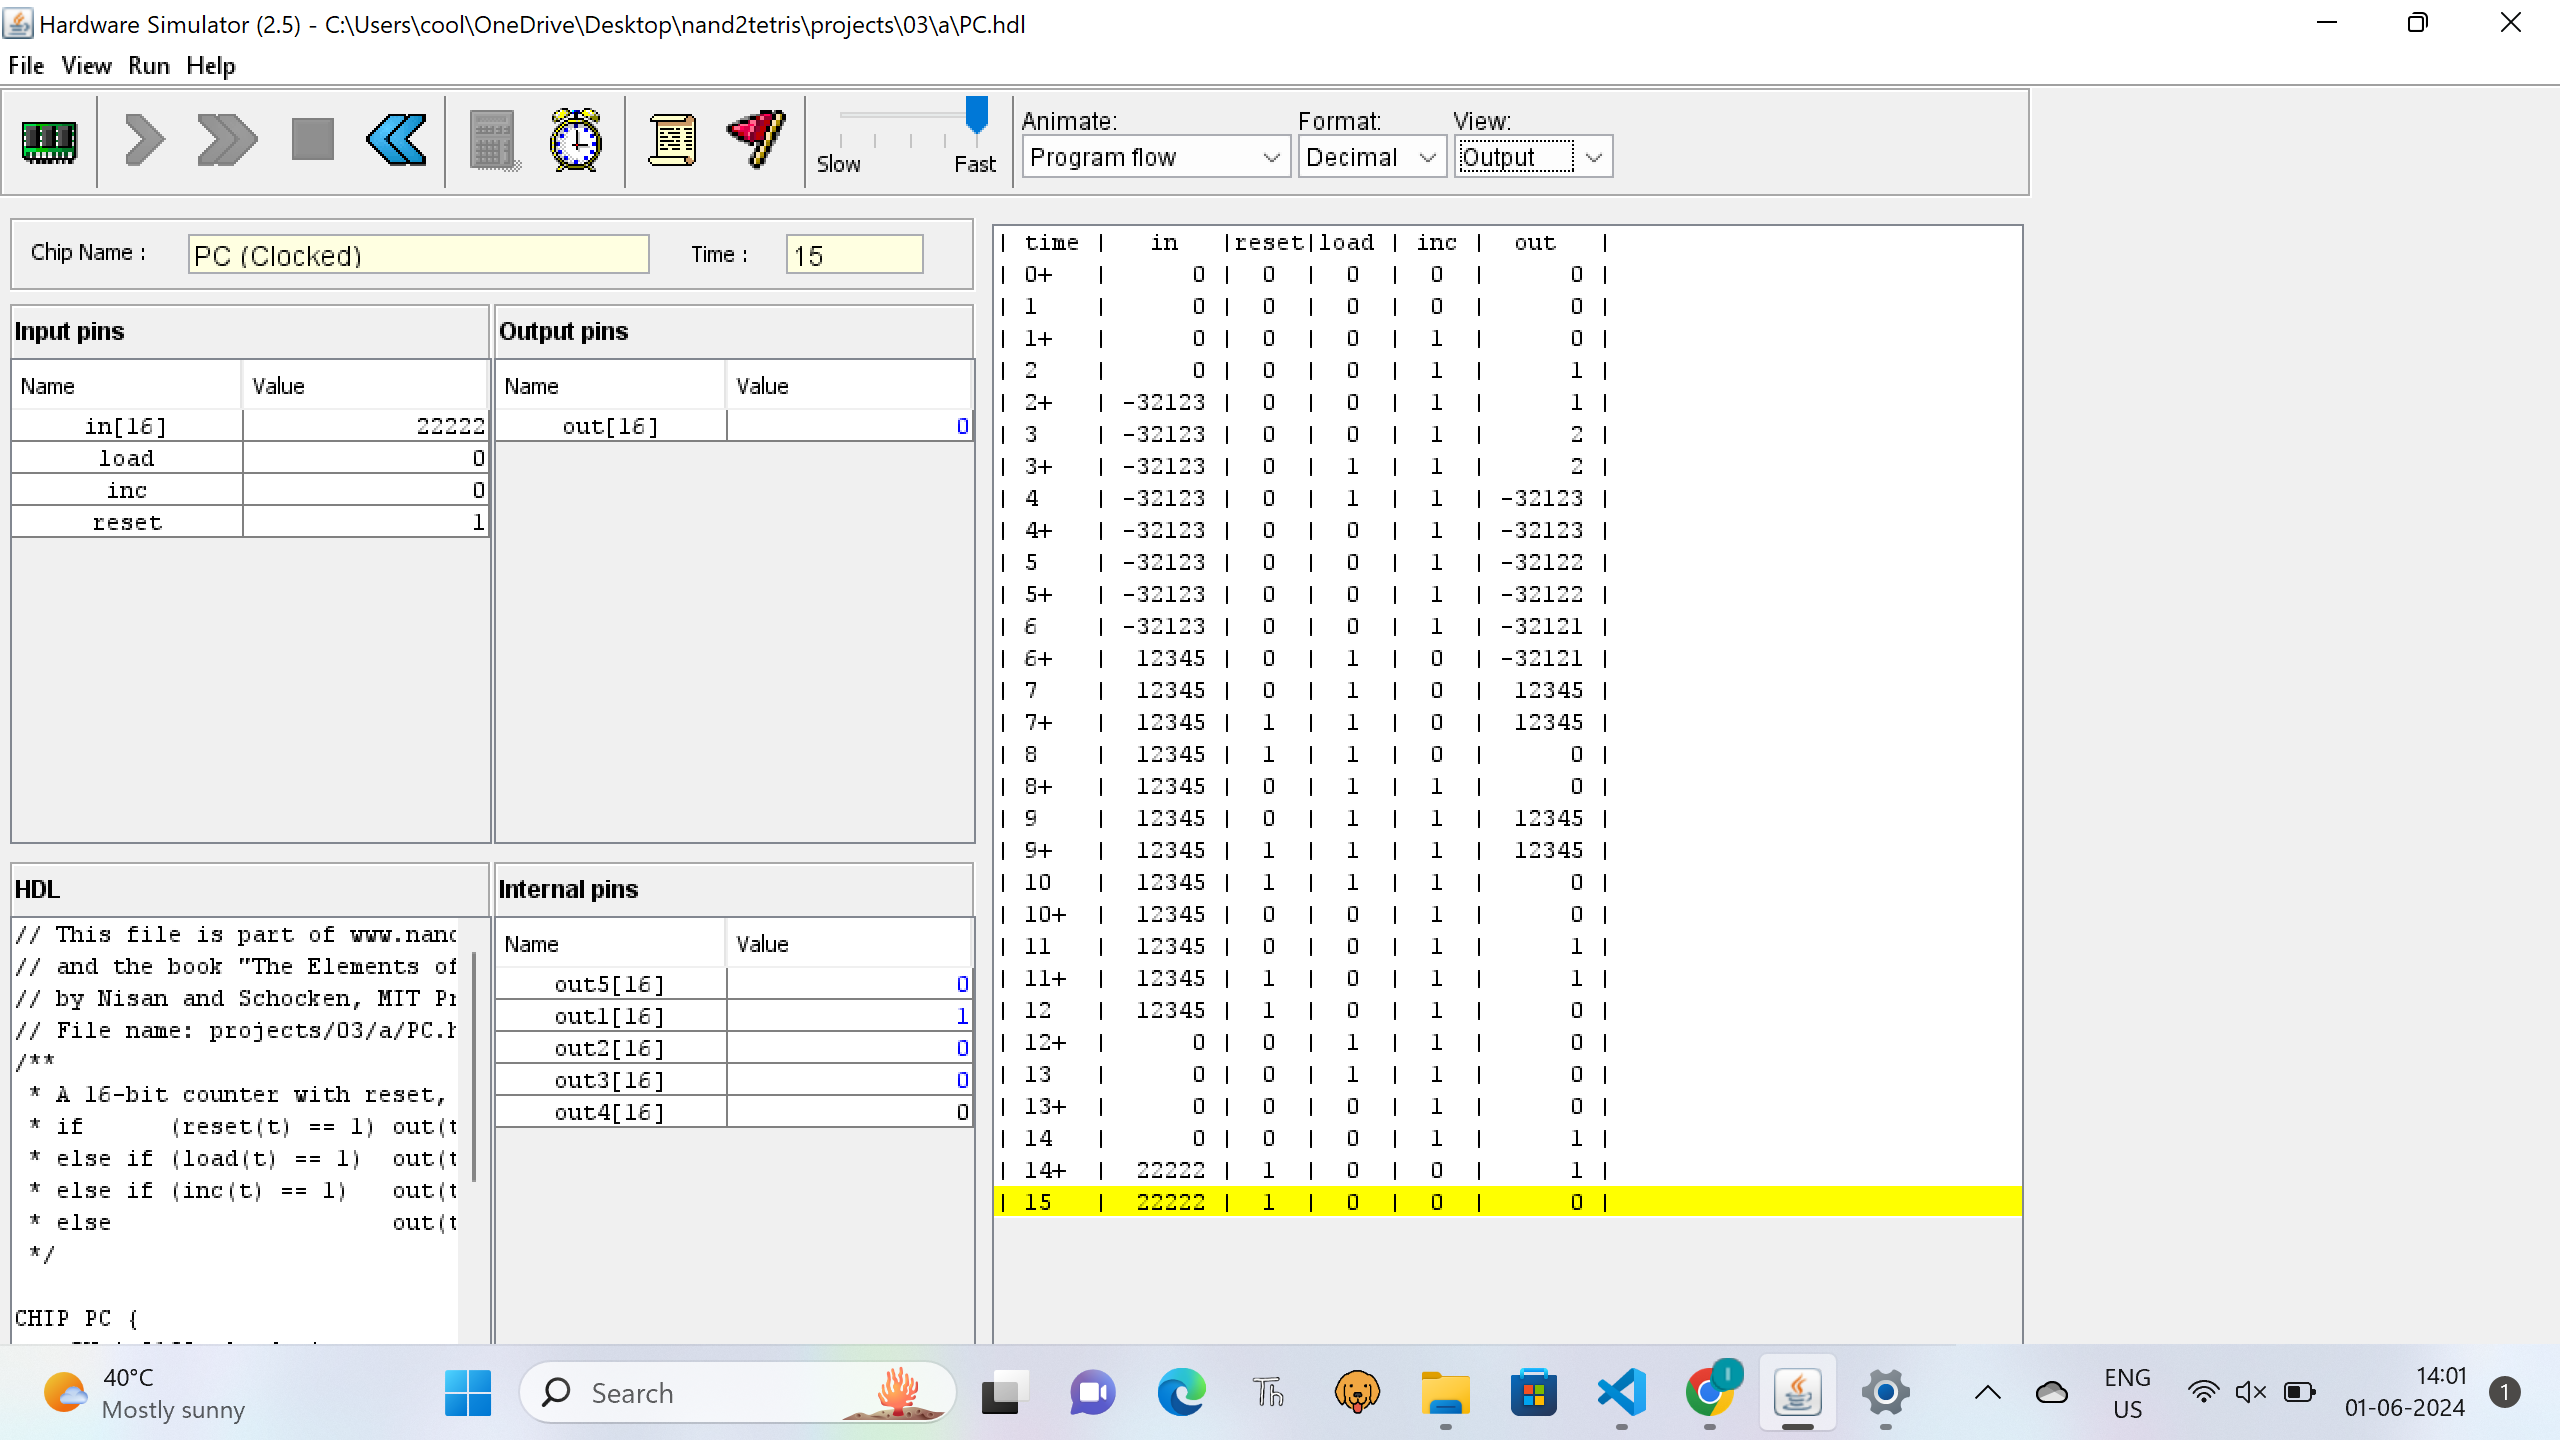 Hardware Simulator (2.5) - C:\Users\cool\OneDrive\Desktop\nand2tetris\projects\03\a\PC.hdl
File View Run Help
Animate: Format: View:
Slow Fast Program flow Decimal Output
Chip Name : PC (Clocked) Time : 15
Input pins
Name Value
in[16] 22222
load 0
inc 0
reset 1
Output pins
Name Value
out[16] 0
HDL
// This file is part of www.nand
// and the book "The Elements of
// by Nisan and Schocken, MIT Pr
// File name: projects/03/a/PC.h
/**
* A 16-bit counter with reset,
* if (reset(t) == 1) out(t
* else if (load(t) == 1) out(t
* else if (inc(t) == 1) out(t
* else out(t
*/
CHIP PC {
Internal pins
Name Value
out5[16] 0
out1[16] 1
out2[16] 0
out3[16] 0
out4[16] 0
| time | in |reset|load | inc | out |
| 0+ | 0 | 0 | 0 | 0 | 0 |
| 1 | 0 | 0 | 0 | 0 | 0 |
| 1+ | 0 | 0 | 0 | 1 | 0 |
| 2 | 0 | 0 | 0 | 1 | 1 |
| 2+ | -32123 | 0 | 0 | 1 | 1 |
| 3 | -32123 | 0 | 0 | 1 | 2 |
| 3+ | -32123 | 0 | 1 | 1 | 2 |
| 4 | -32123 | 0 | 1 | 1 | -32123 |
| 4+ | -32123 | 0 | 0 | 1 | -32123 |
| 5 | -32123 | 0 | 0 | 1 | -32122 |
| 5+ | -32123 | 0 | 0 | 1 | -32122 |
| 6 | -32123 | 0 | 0 | 1 | -32121 |
| 6+ | 12345 | 0 | 1 | 0 | -32121 |
| 7 | 12345 | 0 | 1 | 0 | 12345 |
| 7+ | 12345 | 1 | 1 | 0 | 12345 |
| 8 | 12345 | 1 | 1 | 0 | 0 |
| 8+ | 12345 | 0 | 1 | 1 | 0 |
| 9 | 12345 | 0 | 1 | 1 | 12345 |
| 9+ | 12345 | 1 | 1 | 1 | 12345 |
| 10 | 12345 | 1 | 1 | 1 | 0 |
| 10+ | 12345 | 0 | 0 | 1 | 0 |
| 11 | 12345 | 0 | 0 | 1 | 1 |
| 11+ | 12345 | 1 | 0 | 1 | 1 |
| 12 | 12345 | 1 | 0 | 1 | 0 |
| 12+ | 0 | 0 | 1 | 1 | 0 |
| 13 | 0 | 0 | 1 | 1 | 0 |
| 13+ | 0 | 0 | 0 | 1 | 0 |
| 14 | 0 | 0 | 0 | 1 | 1 |
| 14+ | 22222 | 1 | 0 | 0 | 1 |
| 15 | 22222 | 1 | 0 | 0 | 0 |
40°C
Mostly sunny
Search
Th
ENG
US
14:01
01-06-2024
1